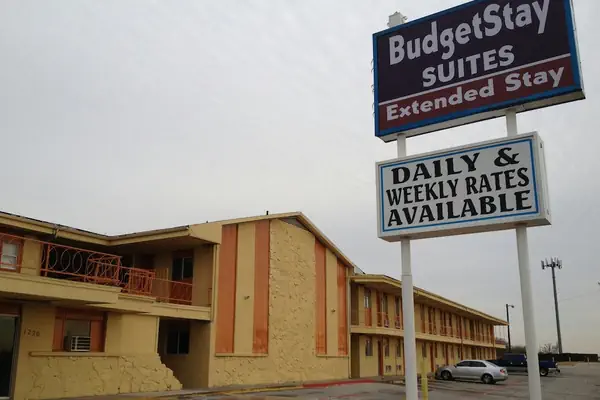 BudgetStay
SUITES
Extended Stay
DAILY &
WEEKLY RATES
AVAILABLE